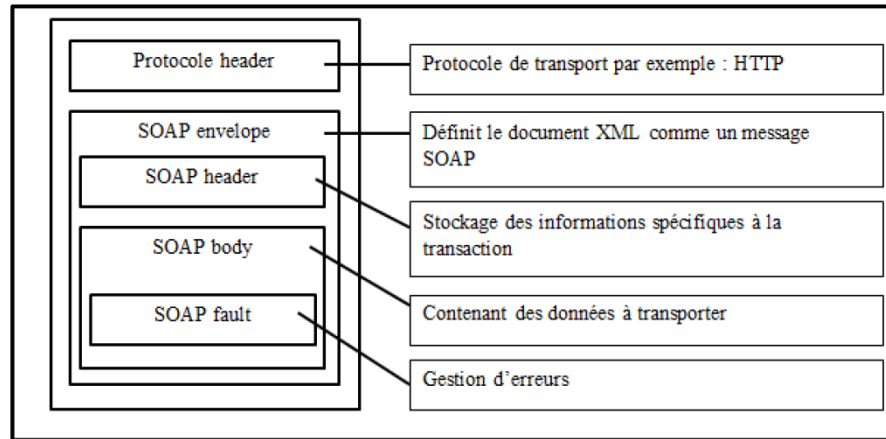 Protocole header
Protocole de transport par exemple : HTTP
SOAP envelope
Définit le document XML comme un message
SOAP
SOAP header
Stockage des informations spécifiques à la
transaction
SOAP body
Contenant des données à transporter
SOAP fault
Gestion d’erreurs